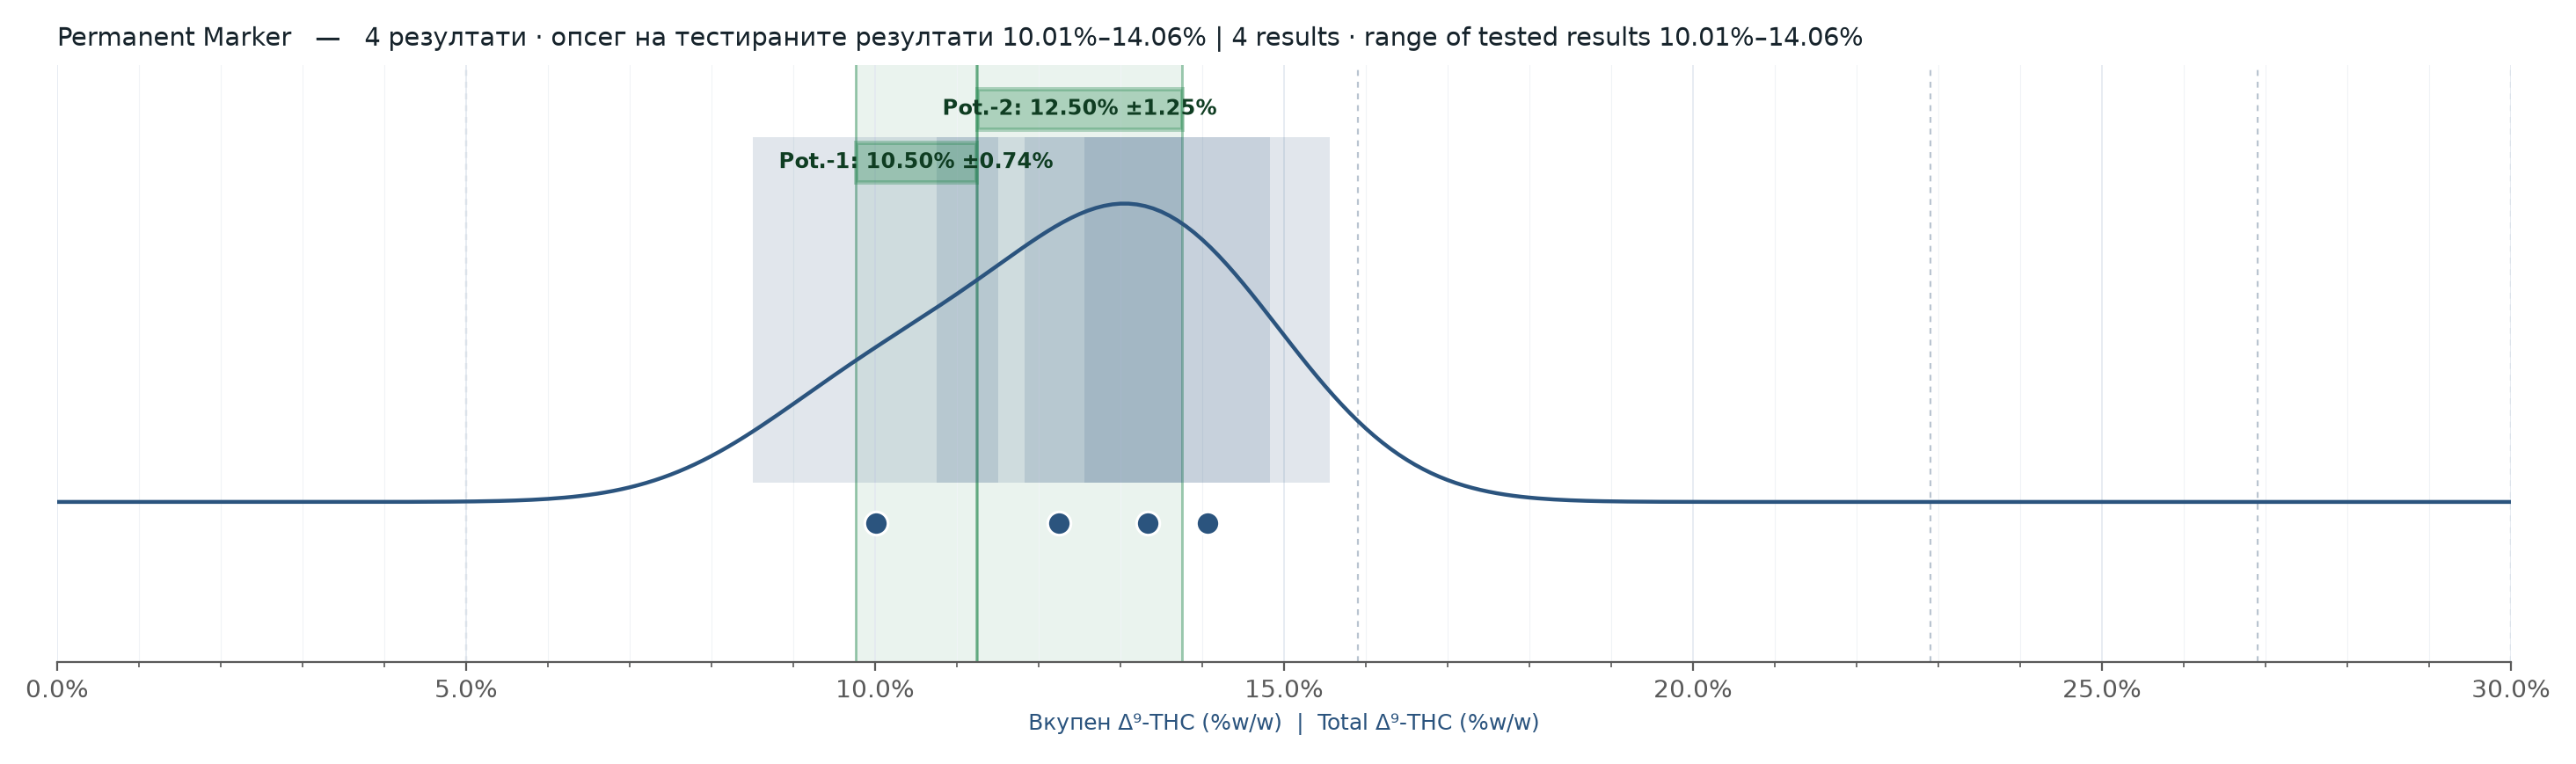 Permanent Marker — 4 резултати · опсег на тестираните резултати 10.01%–14.06% | 4 results · range of tested results 10.01%–14.06%
Pot.-2: 12.50% ±1.25%
Pot.-1: 10.50% ±0.74%
0.0% 5.0% 10.0% 15.0% 20.0% 25.0% 30.0%
Вкупен Δ⁹-THC (%w/w) | Total Δ⁹-THC (%w/w)